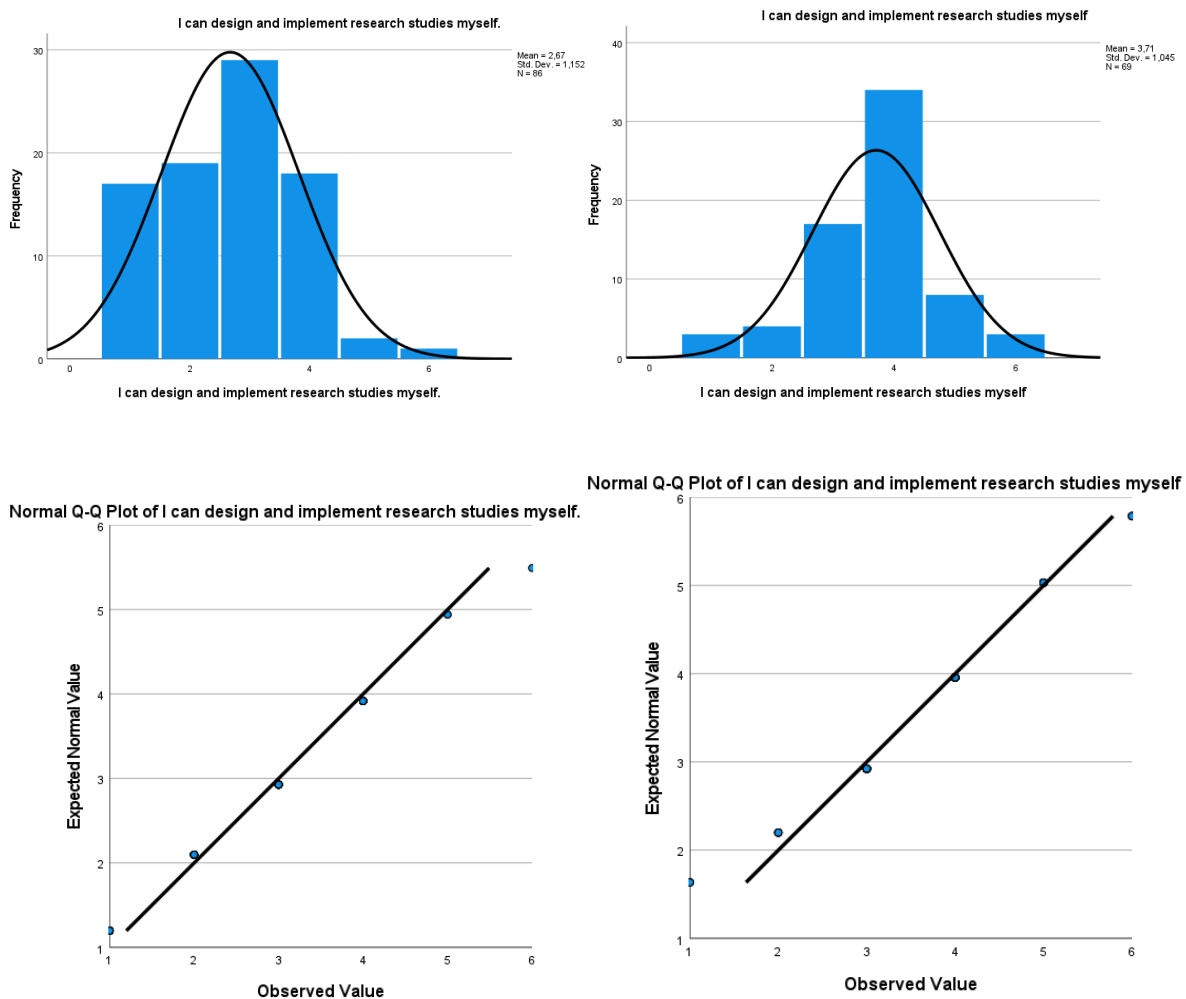 I can design and implement research studies myself.
Mean = 2,67
Std. Dev. = 1,152
N = 86
30
20
10
0
Frequency
0 2 4 6
I can design and implement research studies myself.
I can design and implement research studies myself
Mean = 3,71
Std. Dev. = 1,045
N = 69
40
30
20
10
0
Frequency
0 2 4 6
I can design and implement research studies myself
Normal Q-Q Plot of I can design and implement research studies myself.
6
5
4
3
2
1
Expected Normal Value
1 2 3 4 5 6
Observed Value
Normal Q-Q Plot of I can design and implement research studies myself
6
5
4
3
2
1
Expected Normal Value
1 2 3 4 5 6
Observed Value